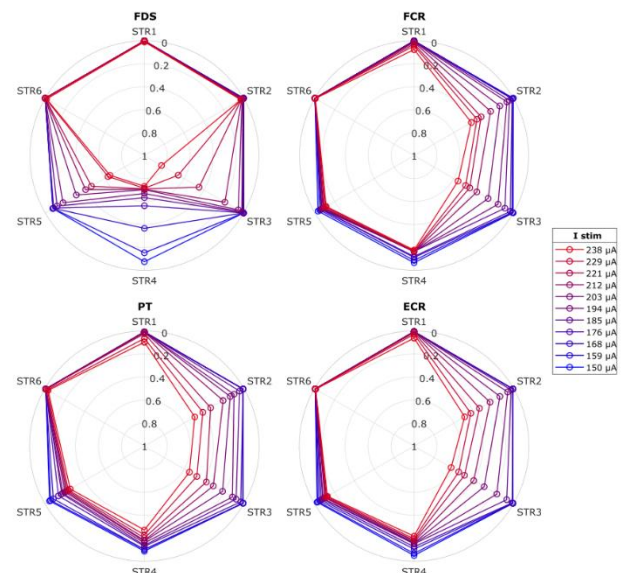 FDS
STR1
0
0.2
0.4
0.6
0.8
1
STR2
STR3
STR4
STR5
STR6
FCR
STR1
0
0.2
0.4
0.6
0.8
1
STR2
STR3
STR4
STR5
STR6
PT
STR1
0
0.2
0.4
0.6
0.8
1
STR2
STR3
STR4
STR5
STR6
ECR
STR1
0
0.2
0.4
0.6
0.8
1
STR2
STR3
STR4
STR5
STR6
I stim
238 µA
229 µA
221 µA
212 µA
203 µA
194 µA
185 µA
176 µA
168 µA
159 µA
150 µA